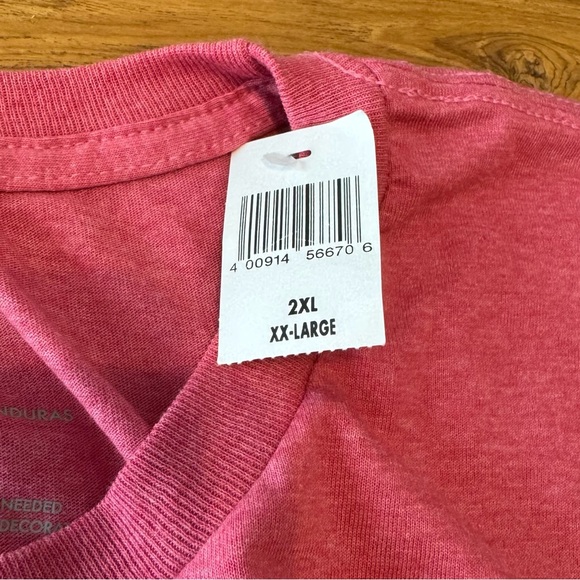 4 00914 56670 6
2XL
XX-LARGE
NDURAS
NEEDED
DECORA